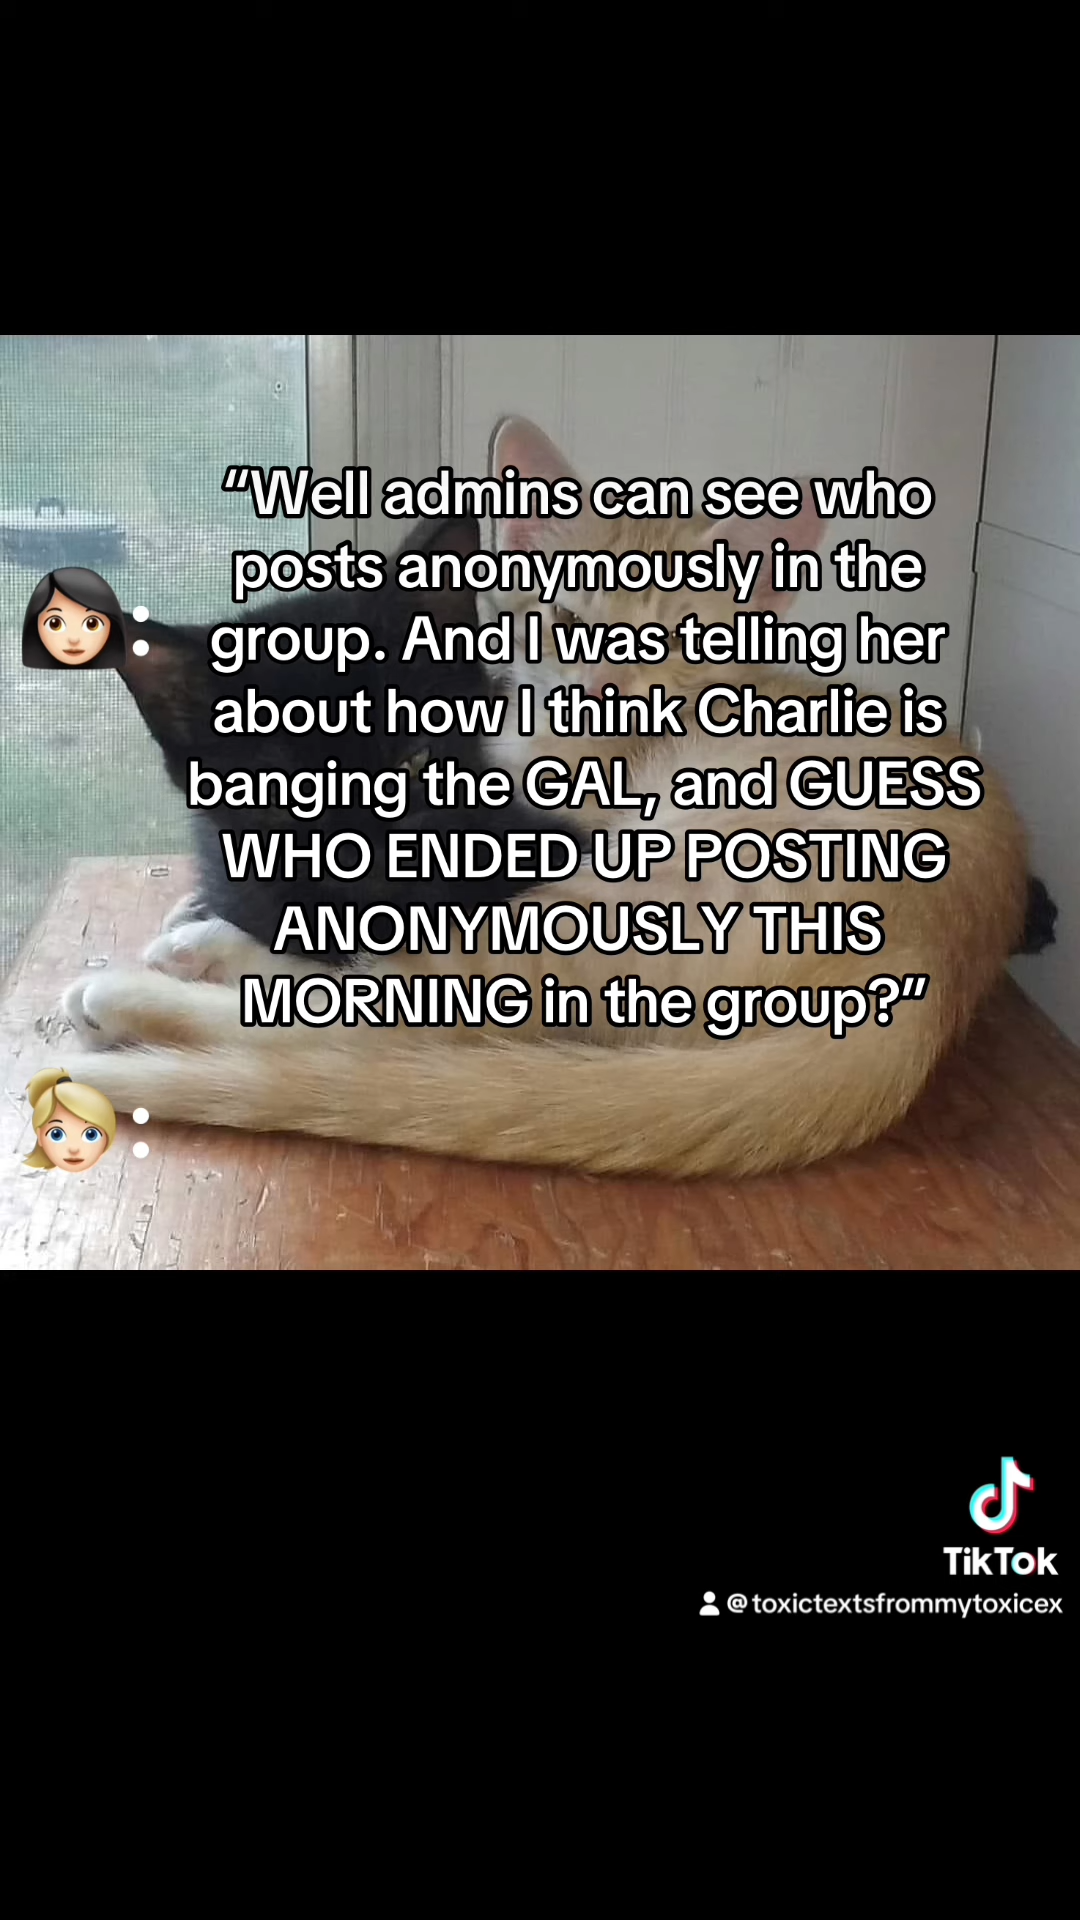 “Well admins can see who
posts anonymously in the
group. And I was telling her
about how I think Charlie is
banging the GAL, and GUESS
WHO ENDED UP POSTING
ANONYMOUSLY THIS
MORNING in the group?”
:
:
TikTok
@toxictextsfrommytoxicex